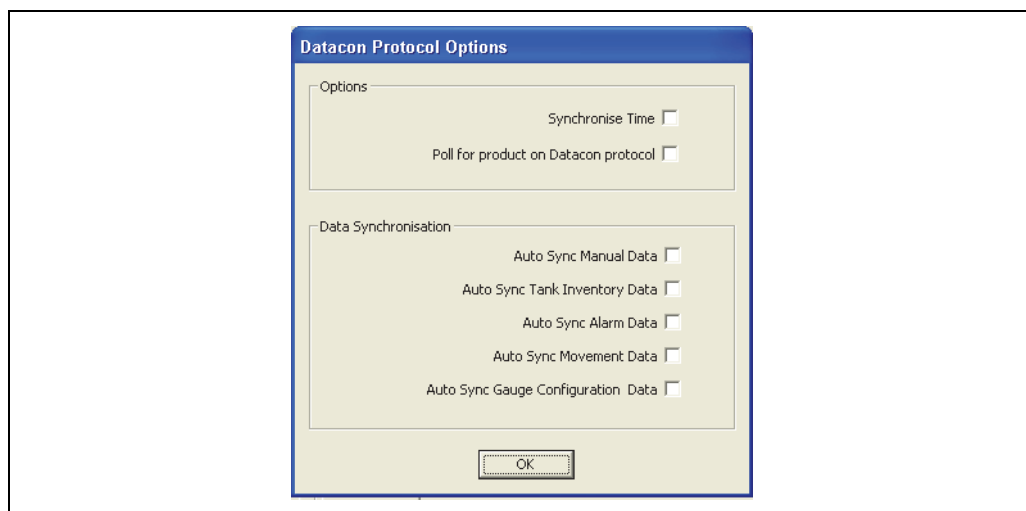 Datacon Protocol Options
Options
Synchronise Time
Poll for product on Datacon protocol
Data Synchronisation
Auto Sync Manual Data
Auto Sync Tank Inventory Data
Auto Sync Alarm Data
Auto Sync Movement Data
Auto Sync Gauge Configuration Data
OK